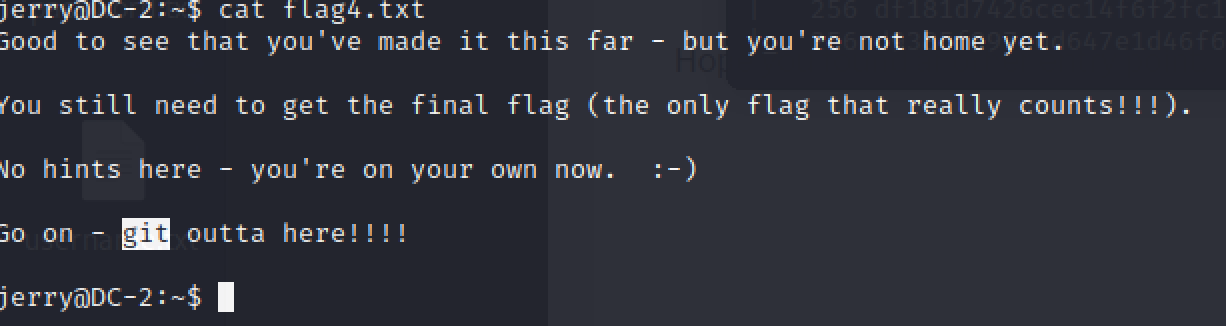 jerry@DC-2:~$ cat flag4.txt
Good to see that you've made it this far - but you're not home yet.
You still need to get the final flag (the only flag that really counts!!!).
No hints here - you're on your own now.  :-)
Go on - git outta here!!!!
jerry@DC-2:~$